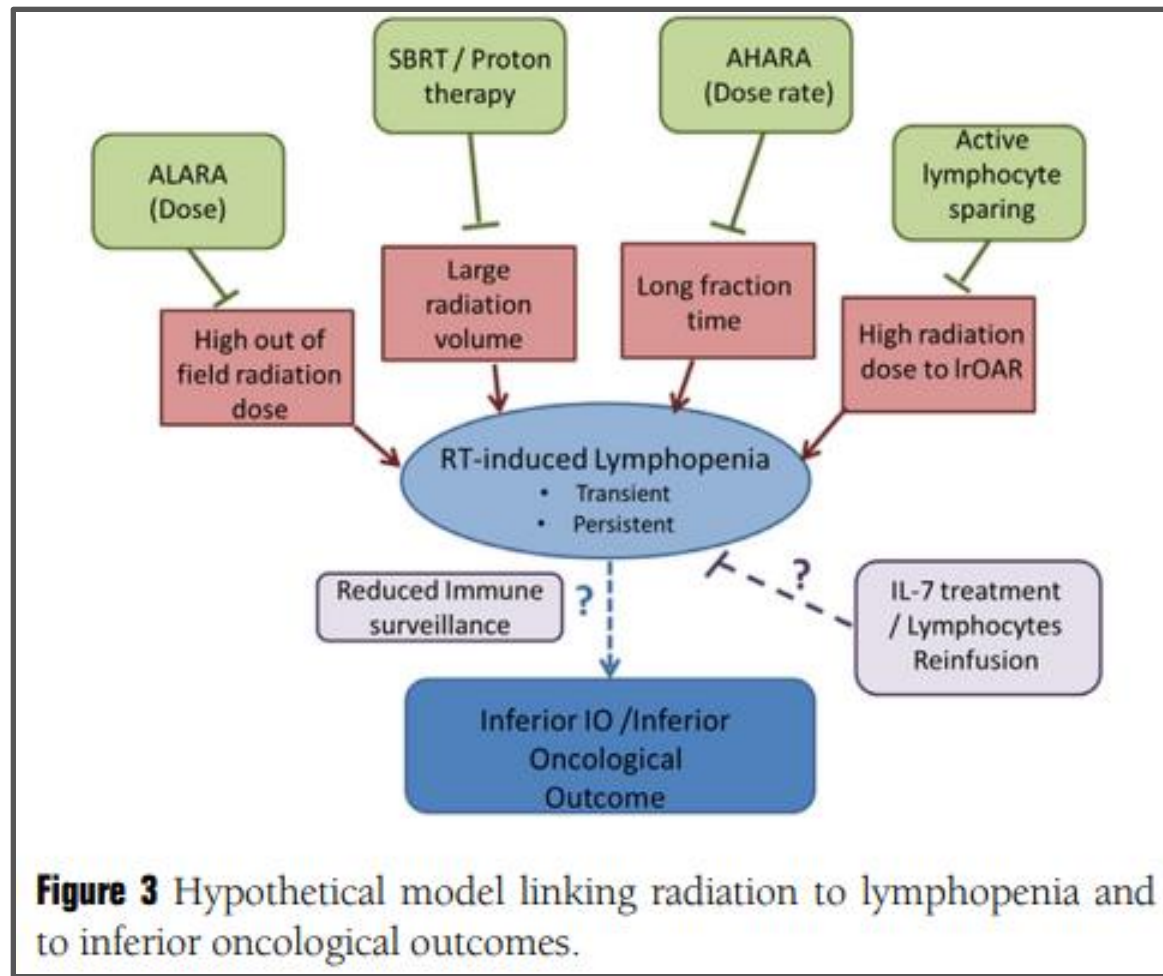 SBRT / Proton
therapy
AHARA
(Dose rate)
ALARA
(Dose)
Active
lymphocyte
sparing
Large
radiation
volume
Long fraction
time
High out of
field radiation
dose
High radiation
dose to lrOAR
RT-induced Lymphopenia
• Transient
• Persistent
Reduced Immune
surveillance
?
?
IL-7 treatment
/ Lymphocytes
Reinfusion
Inferior IO /Inferior
Oncological
Outcome
Figure 3 Hypothetical model linking radiation to lymphopenia and
to inferior oncological outcomes.